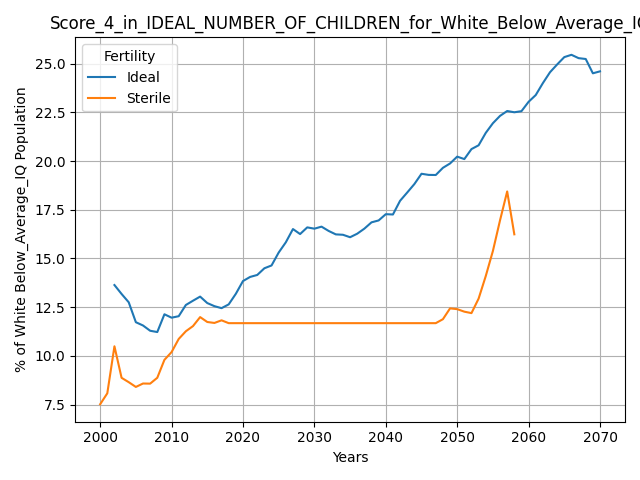 Score_4_in_IDEAL_NUMBER_OF_CHILDREN_for_White_Below_Average_IQ
Fertility
Ideal
Sterile
% of White Below_Average_IQ Population
25.0
22.5
20.0
17.5
15.0
12.5
10.0
7.5
2000 2010 2020 2030 2040 2050 2060 2070
Years